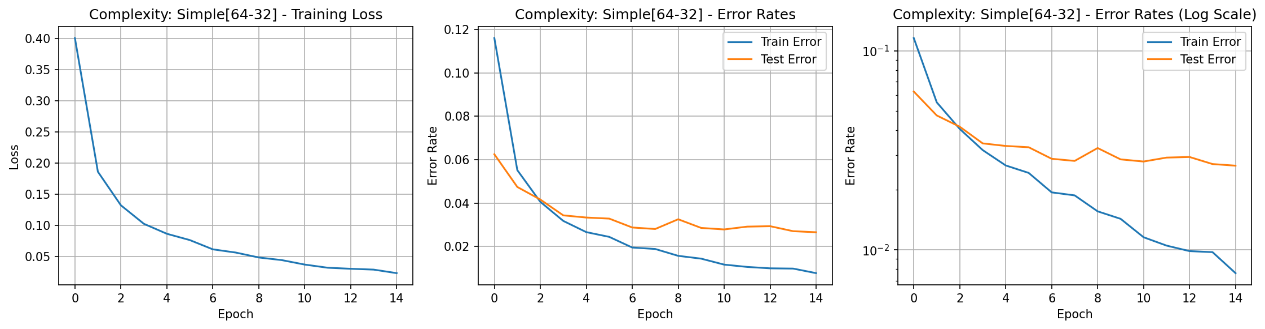 Complexity: Simple[64-32] - Training Loss
0.40
0.35
0.30
0.25
0.20
0.15
0.10
0.05
Loss
0 2 4 6 8 10 12 14
Epoch
Complexity: Simple[64-32] - Error Rates
Train Error
Test Error
0.12
0.10
0.08
0.06
0.04
0.02
Error Rate
0 2 4 6 8 10 12 14
Epoch
Complexity: Simple[64-32] - Error Rates (Log Scale)
Train Error
Test Error
10⁻¹
10⁻²
Error Rate
0 2 4 6 8 10 12 14
Epoch